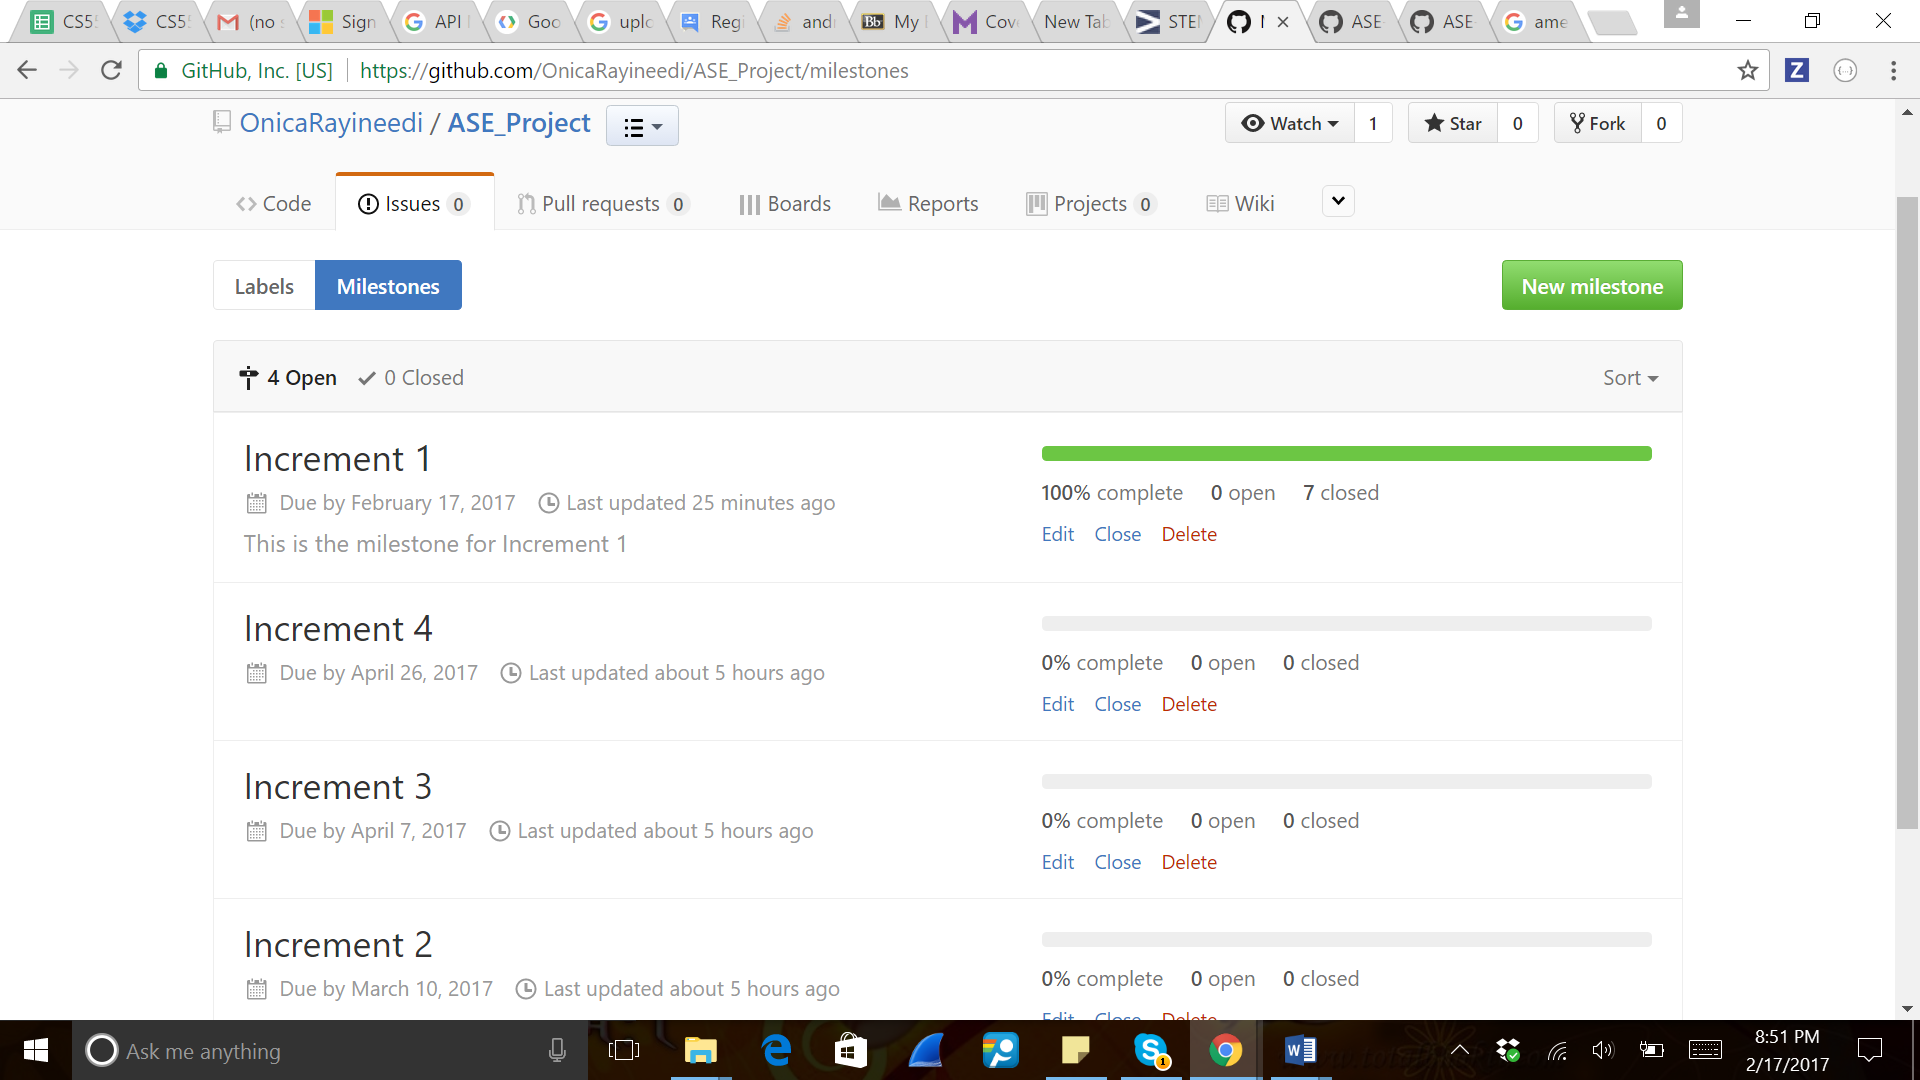 CS5
CS5
(no
Sign
API
Goo
uplo
Regi
andr
Bb My
Cov
New Tab
STE
ASE
ASE
ame
GitHub, Inc. [US] https://github.com/OnicaRayineedi/ASE_Project/milestones
OnicaRayineedi / ASE_Project
Watch 1 Star 0 Fork 0
Code Issues 0 Pull requests 0 Boards Reports Projects 0 Wiki
Labels Milestones New milestone
4 Open 0 Closed Sort
Increment 1
Due by February 17, 2017 Last updated 25 minutes ago
This is the milestone for Increment 1
100% complete 0 open 7 closed
Edit Close Delete
Increment 4
Due by April 26, 2017 Last updated about 5 hours ago
0% complete 0 open 0 closed
Edit Close Delete
Increment 3
Due by April 7, 2017 Last updated about 5 hours ago
0% complete 0 open 0 closed
Edit Close Delete
Increment 2
Due by March 10, 2017 Last updated about 5 hours ago
0% complete 0 open 0 closed
Edit Close Delete
Ask me anything
8:51 PM
2/17/2017